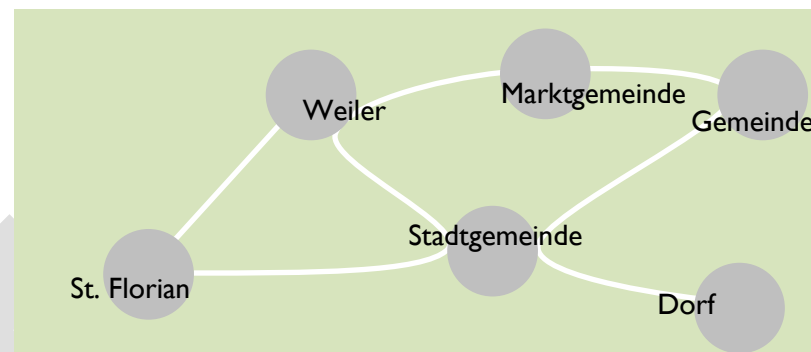 Weiler
Marktgemeinde
Gemeinde
Stadtgemeinde
St. Florian
Dorf